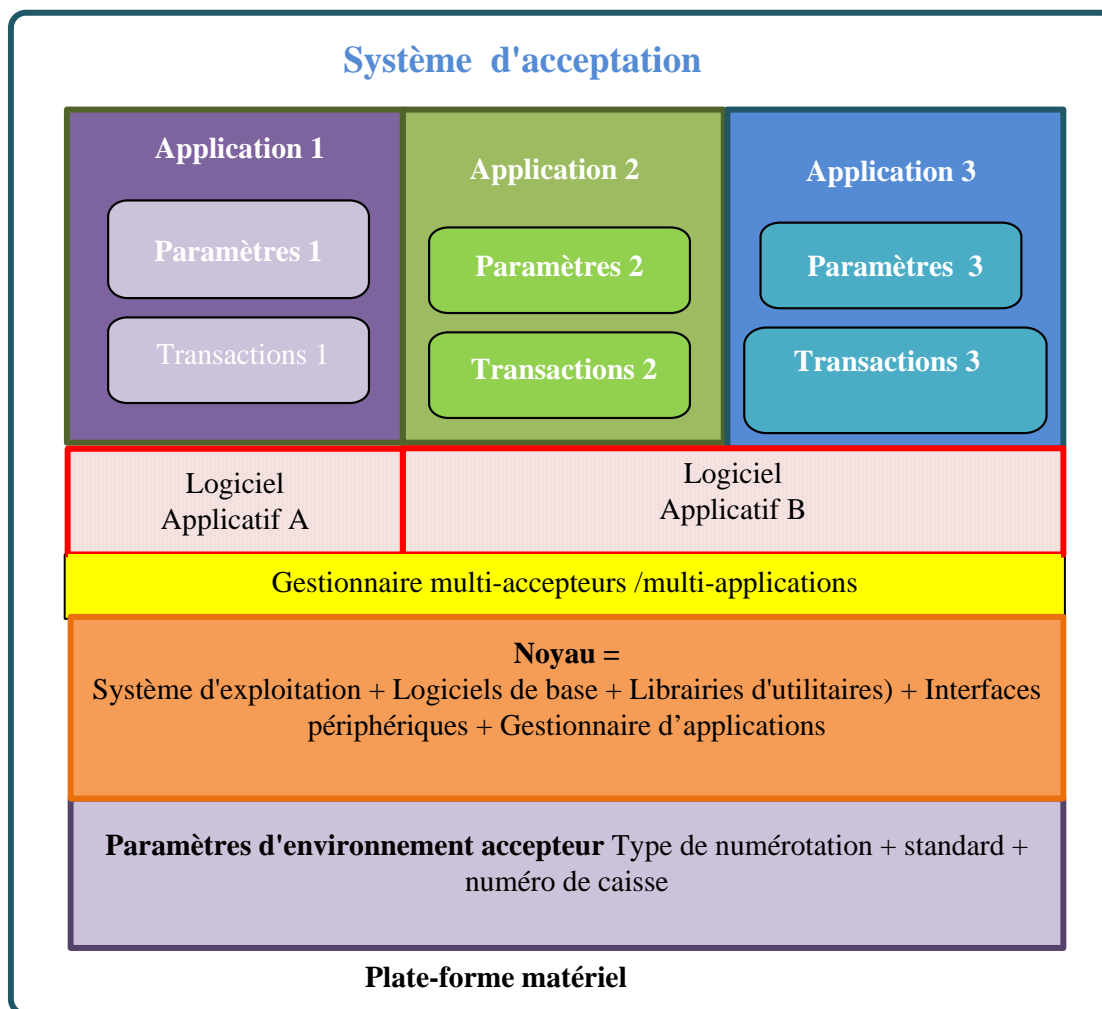 Système d'acceptation
Application 1
Paramètres 1
Transactions 1
Application 2
Paramètres 2
Transactions 2
Application 3
Paramètres 3
Transactions 3
Logiciel
Applicatif A
Logiciel
Applicatif B
Gestionnaire multi-accepteurs /multi-applications
Noyau =
Système d'exploitation + Logiciels de base + Librairies d'utilitaires) + Interfaces
périphériques + Gestionnaire d’applications
Paramètres d'environnement accepteur Type de numérotation + standard +
numéro de caisse
Plate-forme matériel